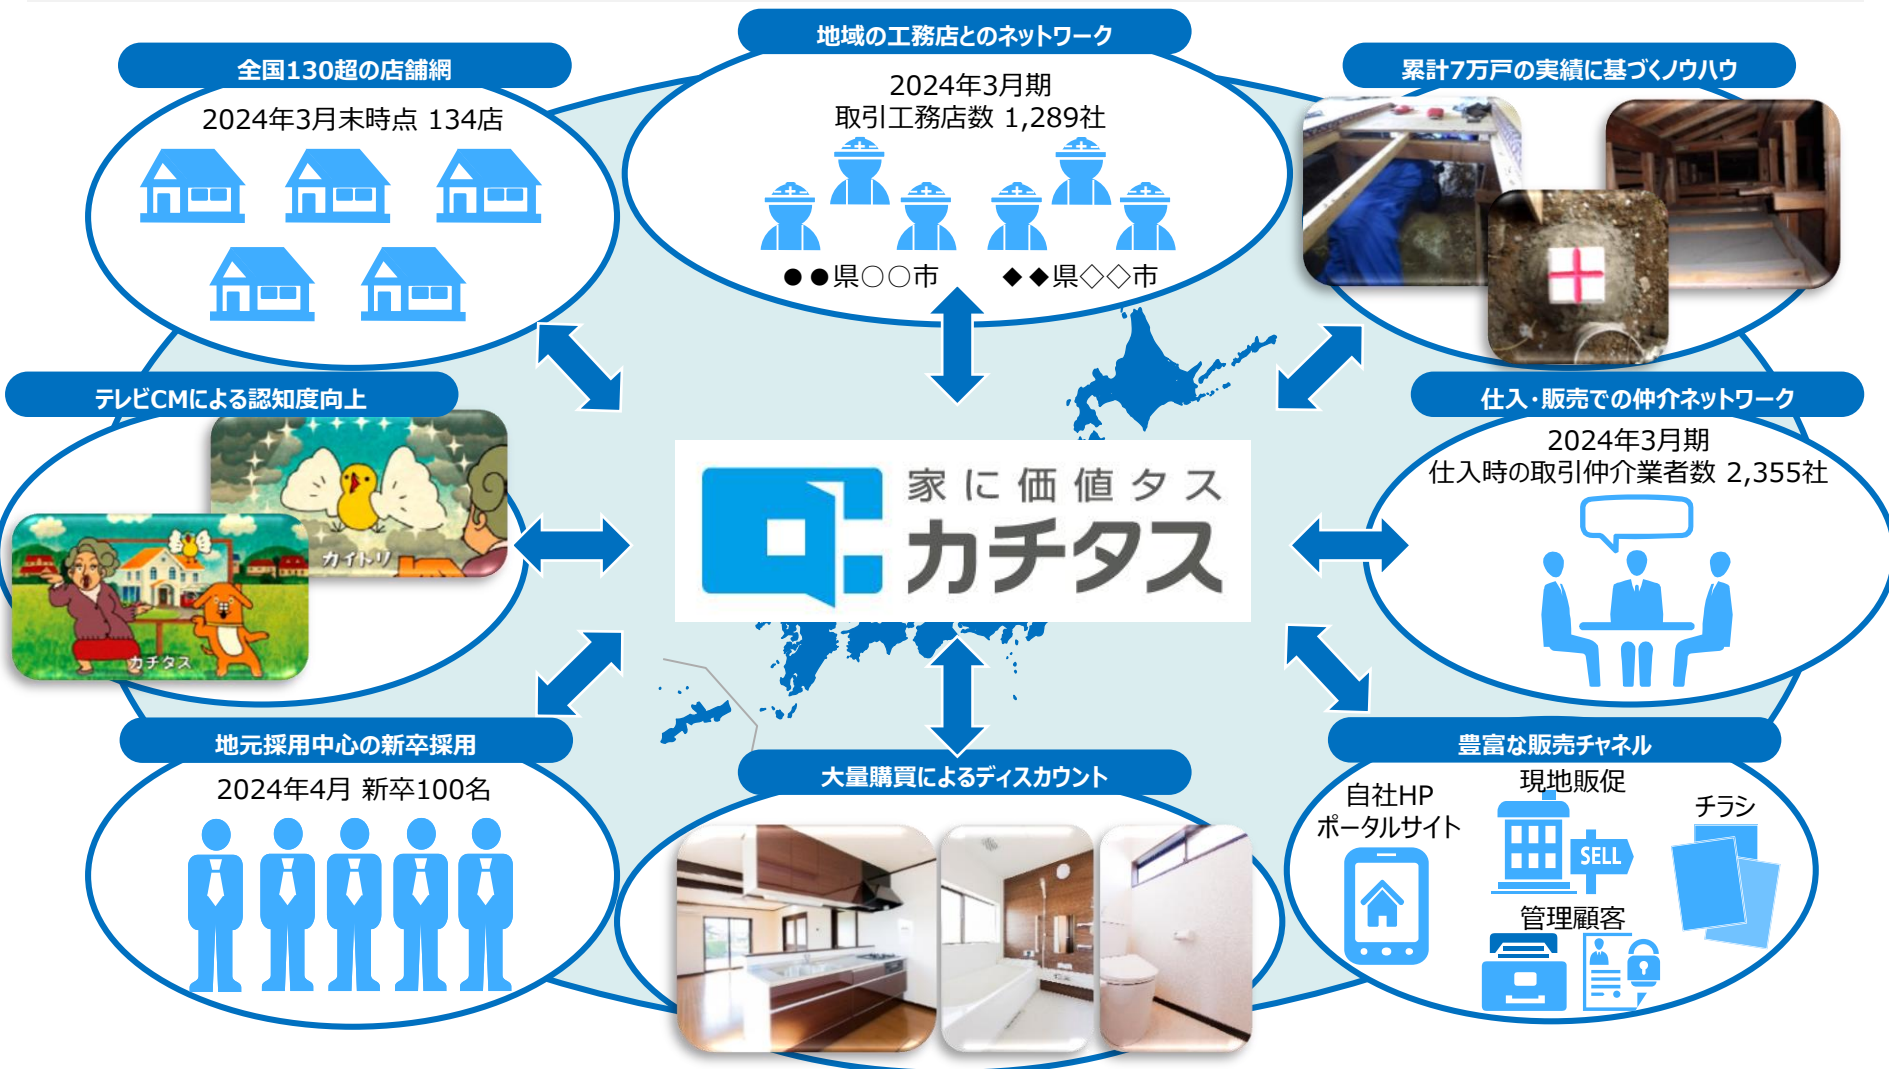 地域の工務店とのネットワーク
2024年3月期
取引工務店数 1,289社
●●県〇〇市
◆◆県◇◇市
全国130超の店舗網
2024年3月末時点 134店
累計7万戸の実績に基づくノウハウ
テレビCMによる認知度向上
カイトリ
カチタス
家に価値タス
カチタス
仕入・販売での仲介ネットワーク
2024年3月期
仕入時の取引仲介業者数 2,355社
地元採用中心の新卒採用
2024年4月 新卒100名
大量購買によるディスカウント
豊富な販売チャネル
自社HP
ポータルサイト
現地販促
SELL
チラシ
管理顧客